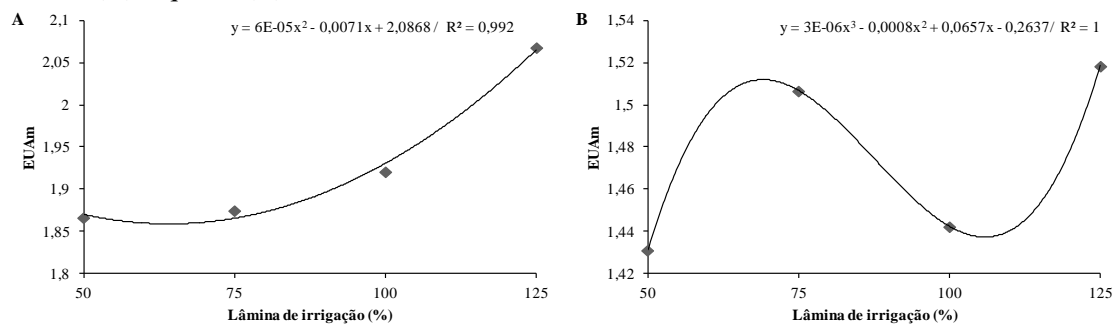 A
y = 6E-05x² - 0,0071x + 2,0868 / R² = 0,992
2,1
2,05
2
1,95
1,9
1,85
1,8
EUAm
50 75 100 125
Lâmina de irrigação (%)
B
y = 3E-06x³ - 0,0008x² + 0,0657x - 0,2637/ R² = 1
1,54
1,52
1,5
1,48
1,46
1,44
1,42
EUAm
50 75 100 125
Lâmina de irrigação (%)